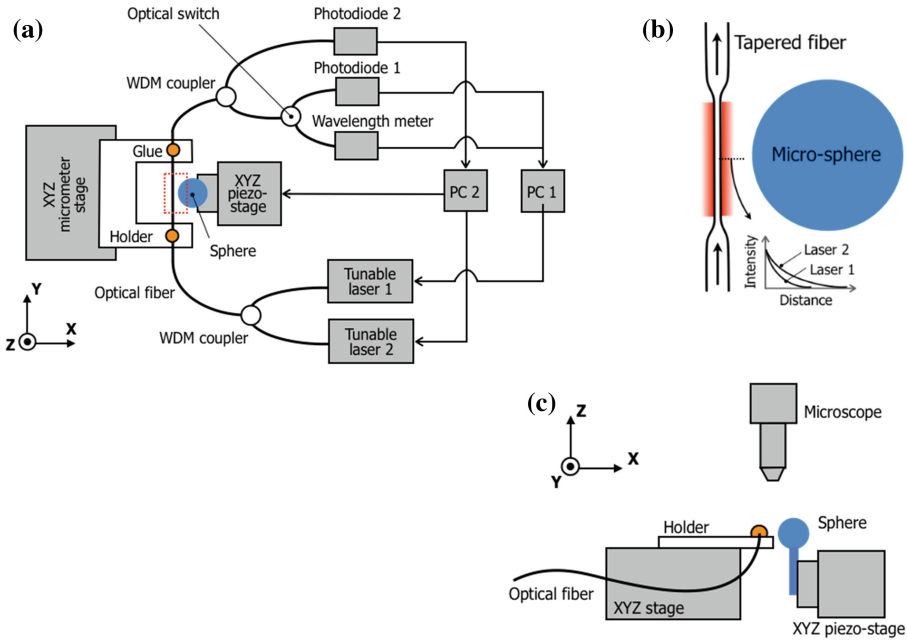 (a)
Optical switch
Photodiode 2
WDM coupler
Photodiode 1
Wavelength meter
Glue
XYZ
micrometer
stage
XYZ
piezo-
stage
PC 2
PC 1
Holder
Sphere
Optical fiber
Tunable
laser 1
WDM coupler
Tunable
laser 2
Y
X
Z
(b)
Tapered fiber
Micro-sphere
Intensity
Laser 2
Laser 1
Distance
(c)
Z
X
Y
Microscope
Holder
Sphere
Optical fiber
XYZ stage
XYZ piezo-stage